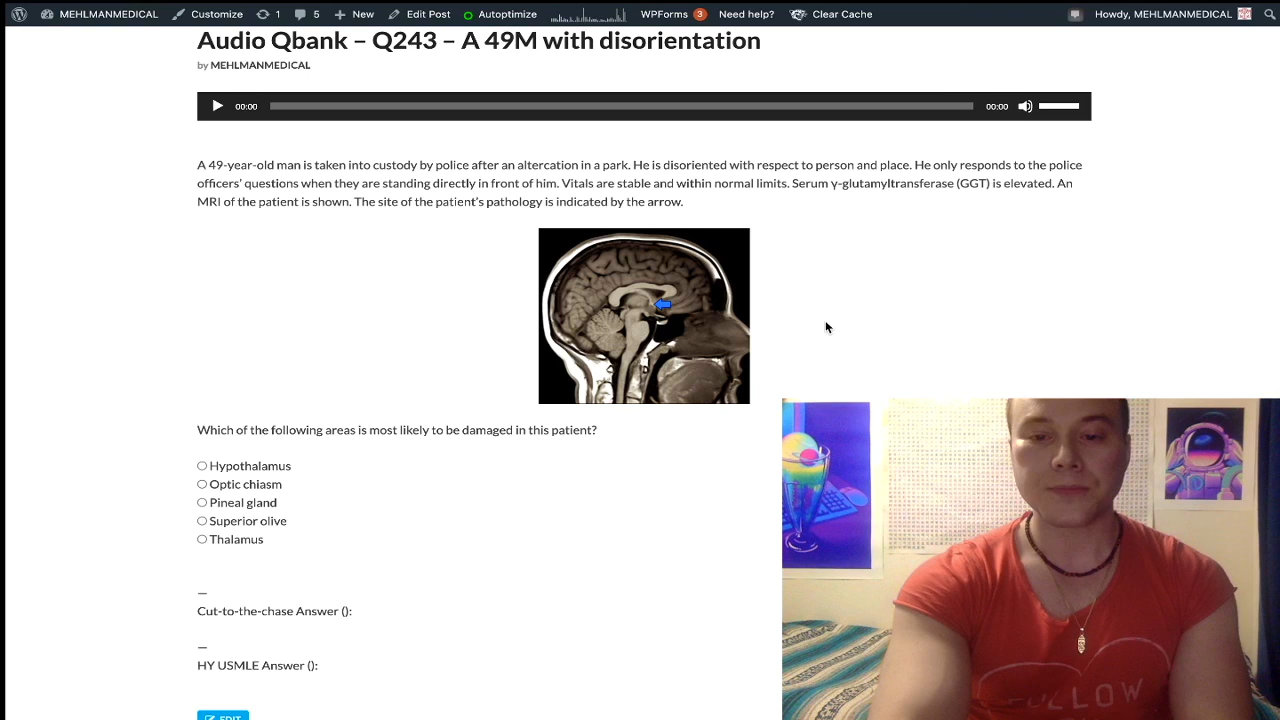 MEHLMANMEDICAL Customize 1 5 New Edit Post Autoptimize WPForms 3 Need help? Clear Cache Howdy, MEHLMANMEDICAL
Audio Qbank – Q243 – A 49M with disorientation
by MEHLMANMEDICAL
00:00 00:00
A 49-year-old man is taken into custody by police after an altercation in a park. He is disoriented with respect to person and place. He only responds to the police
officers' questions when they are standing directly in front of him. Vitals are stable and within normal limits. Serum γ-glutamyltransferase (GGT) is elevated. An
MRI of the patient is shown. The site of the patient's pathology is indicated by the arrow.
Which of the following areas is most likely to be damaged in this patient?
Hypothalamus
Optic chiasm
Pineal gland
Superior olive
Thalamus
—
Cut-to-the-chase Answer ():
—
HY USMLE Answer ():
EDIT